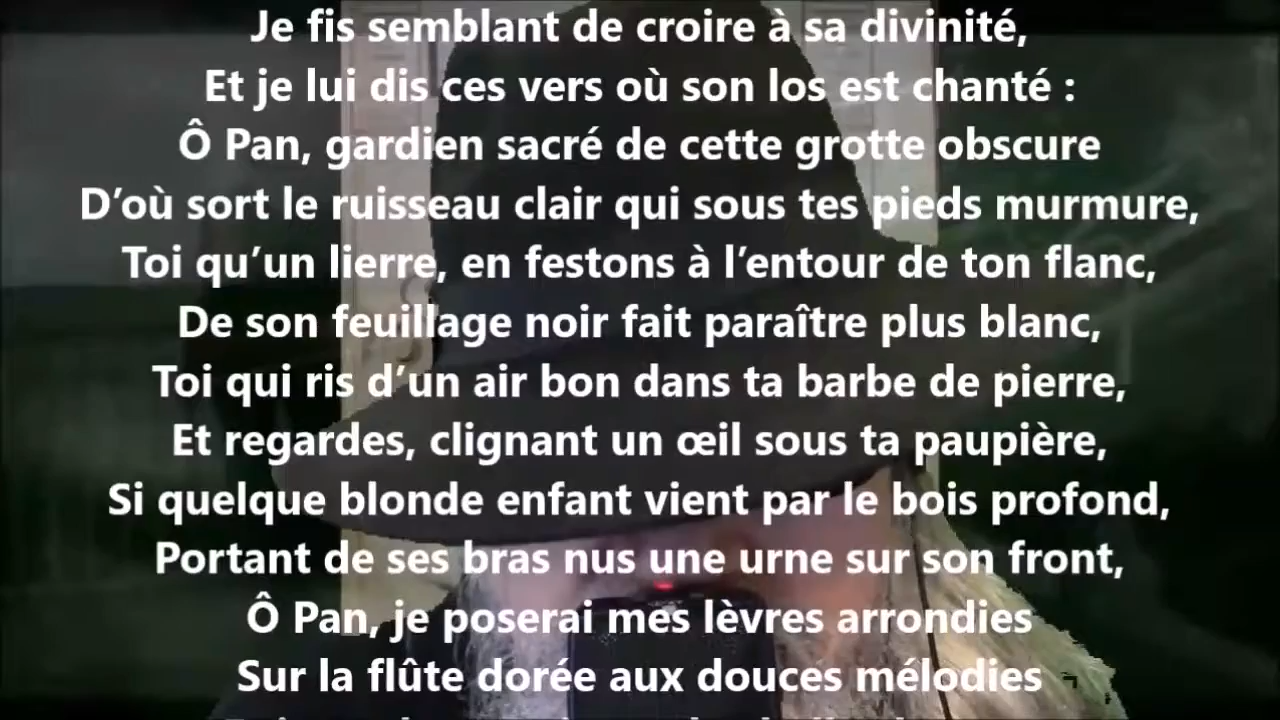 Je fis semblant de croire à sa divinité,
Et je lui dis ces vers où son los est chanté :
Ô Pan, gardien sacré de cette grotte obscure
D’où sort le ruisseau clair qui sous tes pieds murmure,
Toi qu’un lierre, en festons à l’entour de ton flanc,
De son feuillage noir fait paraître plus blanc,
Toi qui ris d’un air bon dans ta barbe de pierre,
Et regardes, clignant un œil sous ta paupière,
Si quelque blonde enfant vient par le bois profond,
Portant de ses bras nus une urne sur son front,
Ô Pan, je poserai mes lèvres arrondies
Sur la flûte dorée aux douces mélodies